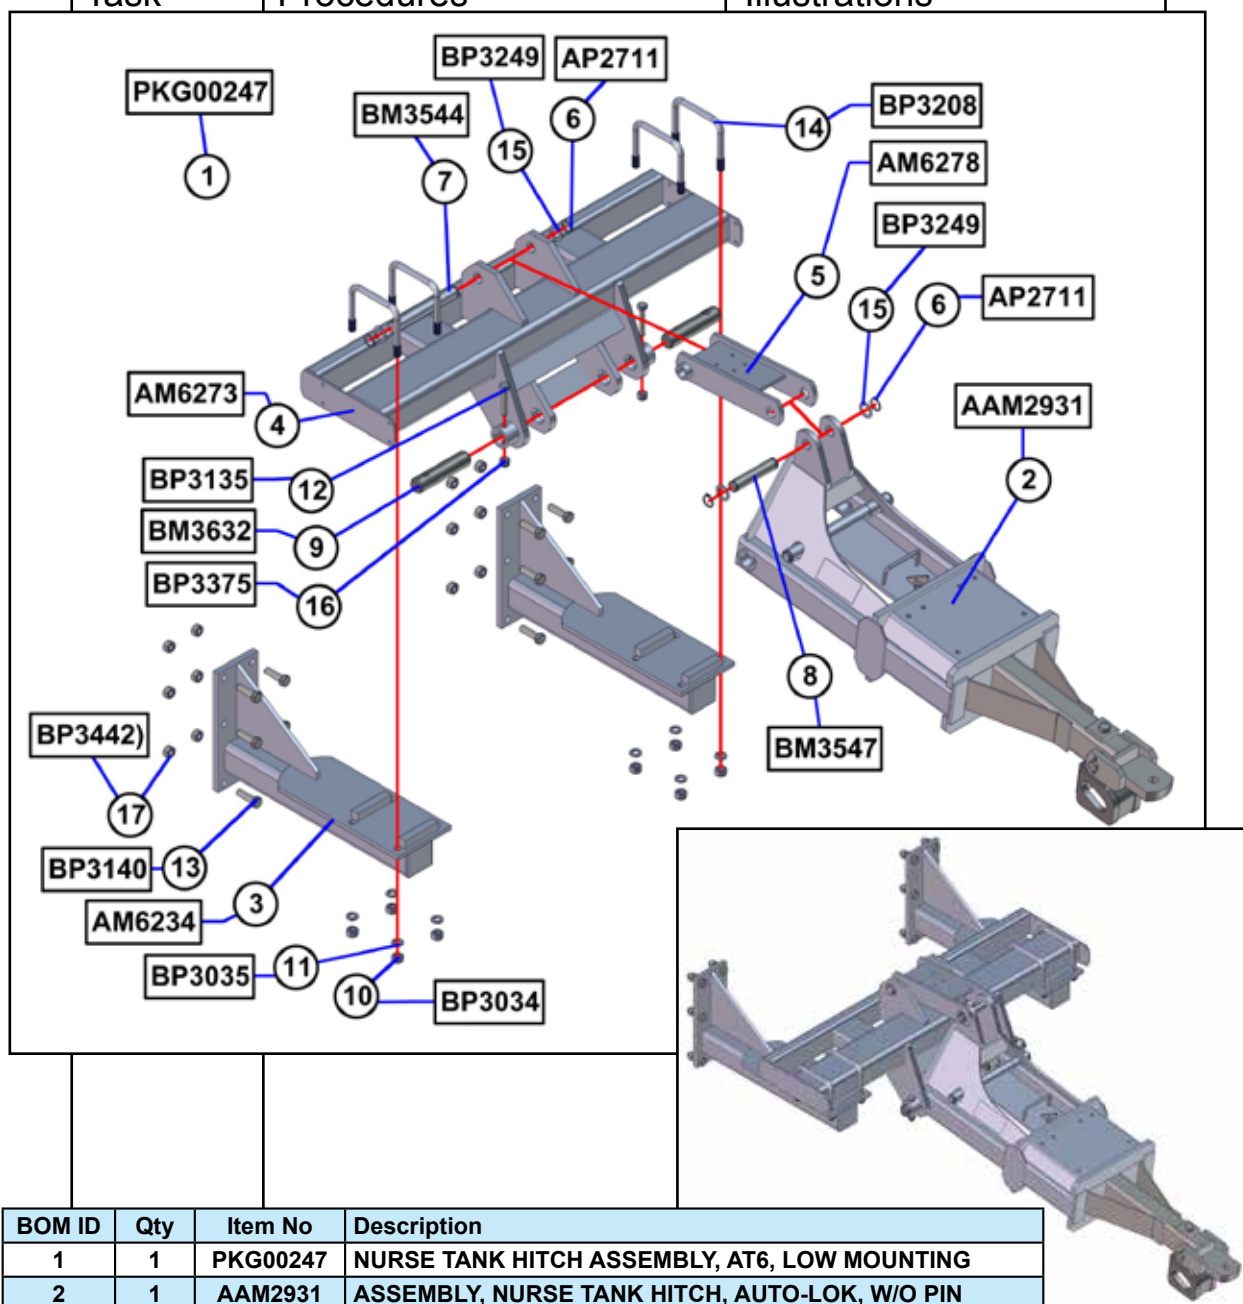 Task Procedures Illustrations
BP3249 AP2711
PKG00247
BM3544
6
14 BP3208
15
1
7
AM6278
BP3249
5
15 6 AP2711
AM6273
4
AAM2931
2
BP3135
12
BM3632
9
BP3375
16
8
BM3547
BP3442)
17
BP3140 13
3
AM6234
BP3035 11
10 BP3034
BOM ID Qty Item No Description
1 1 PKG00247 NURSE TANK HITCH ASSEMBLY, AT6, LOW MOUNTING
2 1 AAM2931 ASSEMBLY, NURSE TANK HITCH, AUTO-LOK, W/O PIN